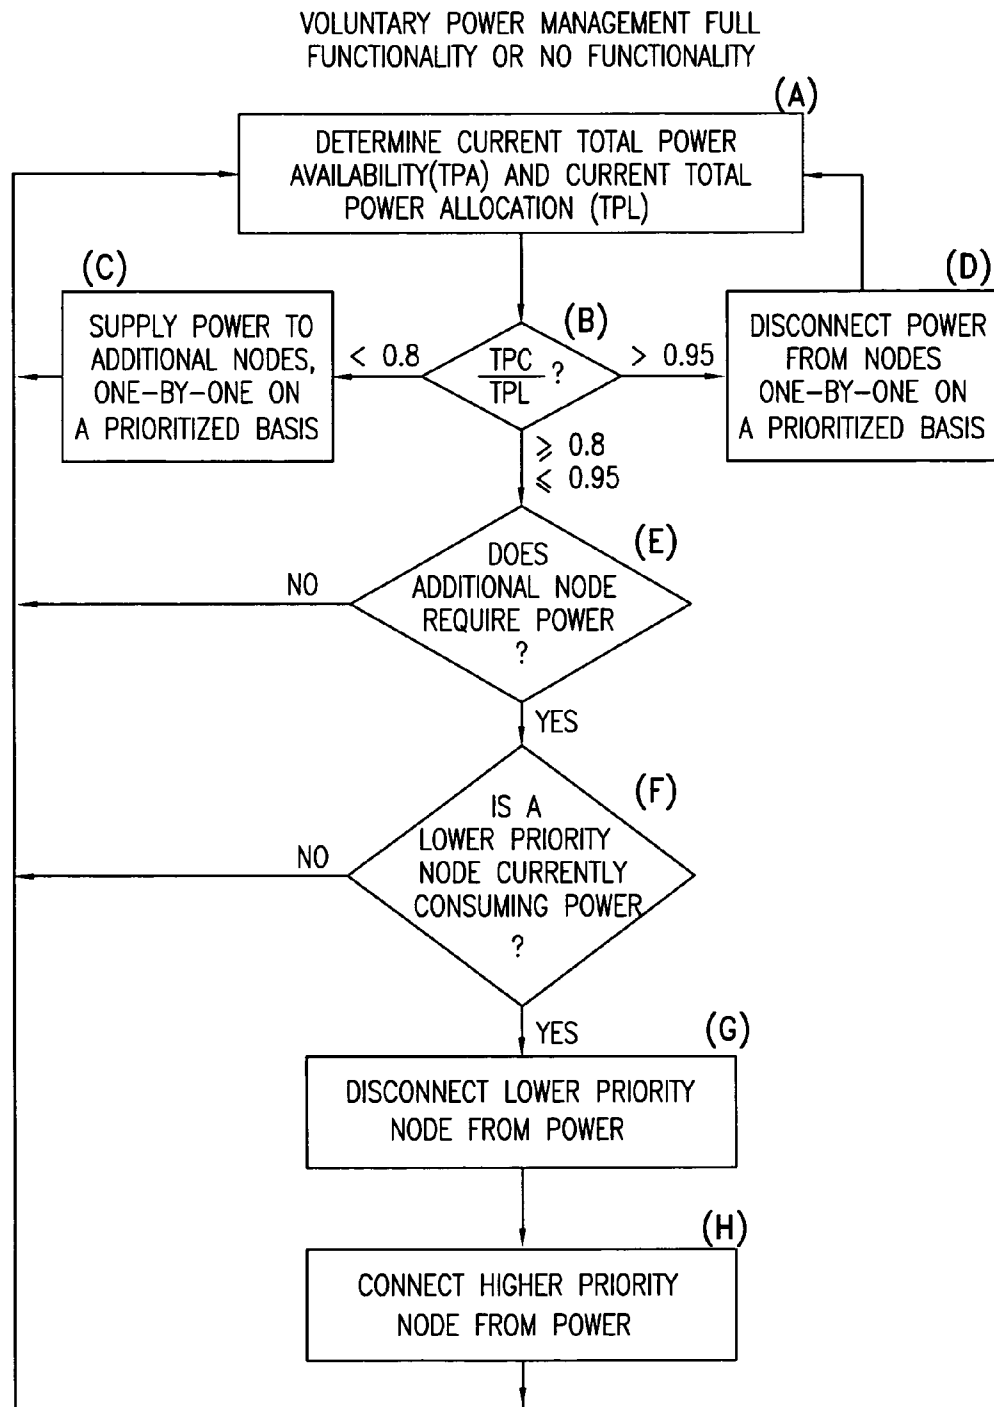 VOLUNTARY POWER MANAGEMENT FULL
FUNCTIONALITY OR NO FUNCTIONALITY
(A)
DETERMINE CURRENT TOTAL POWER
AVAILABILITY(TPA) AND CURRENT TOTAL
POWER ALLOCATION (TPL)
(C)
SUPPLY POWER TO
ADDITIONAL NODES,
ONE-BY-ONE ON
A PRIORITIZED BASIS
< 0.8
(B)
TPC
TPL
?
> 0.95
(D)
DISCONNECT POWER
FROM NODES
ONE-BY-ONE ON
A PRIORITIZED BASIS
⩾ 0.8
⩽ 0.95
(E)
DOES
ADDITIONAL NODE
REQUIRE POWER
?
NO
YES
(F)
IS A
LOWER PRIORITY
NODE CURRENTLY
CONSUMING POWER
?
NO
YES
(G)
DISCONNECT LOWER PRIORITY
NODE FROM POWER
(H)
CONNECT HIGHER PRIORITY
NODE FROM POWER